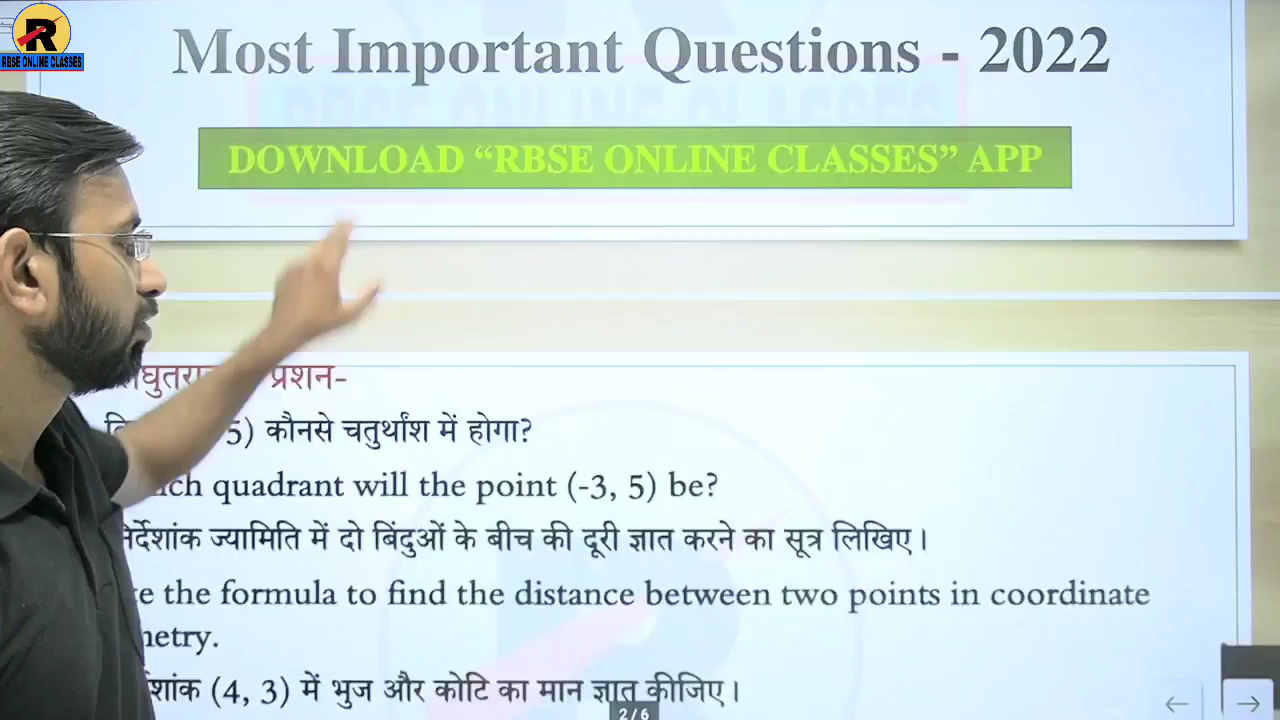 R
RBSE ONLINE CLASSES
Most Important Questions - 2022
DOWNLOAD “RBSE ONLINE CLASSES” APP
प्रशन-
5) कौनसे चतुर्थांश में होगा?
quadrant will the point (-3, 5) be?
निर्देशांक ज्यामिति में दो बिंदुओं के बीच की दूरी ज्ञात करने का सूत्र लिखिए।
the formula to find the distance between two points in coordinate
(4, 3) में भुज और कोटि का मान ज्ञात कीजिए।
2/6